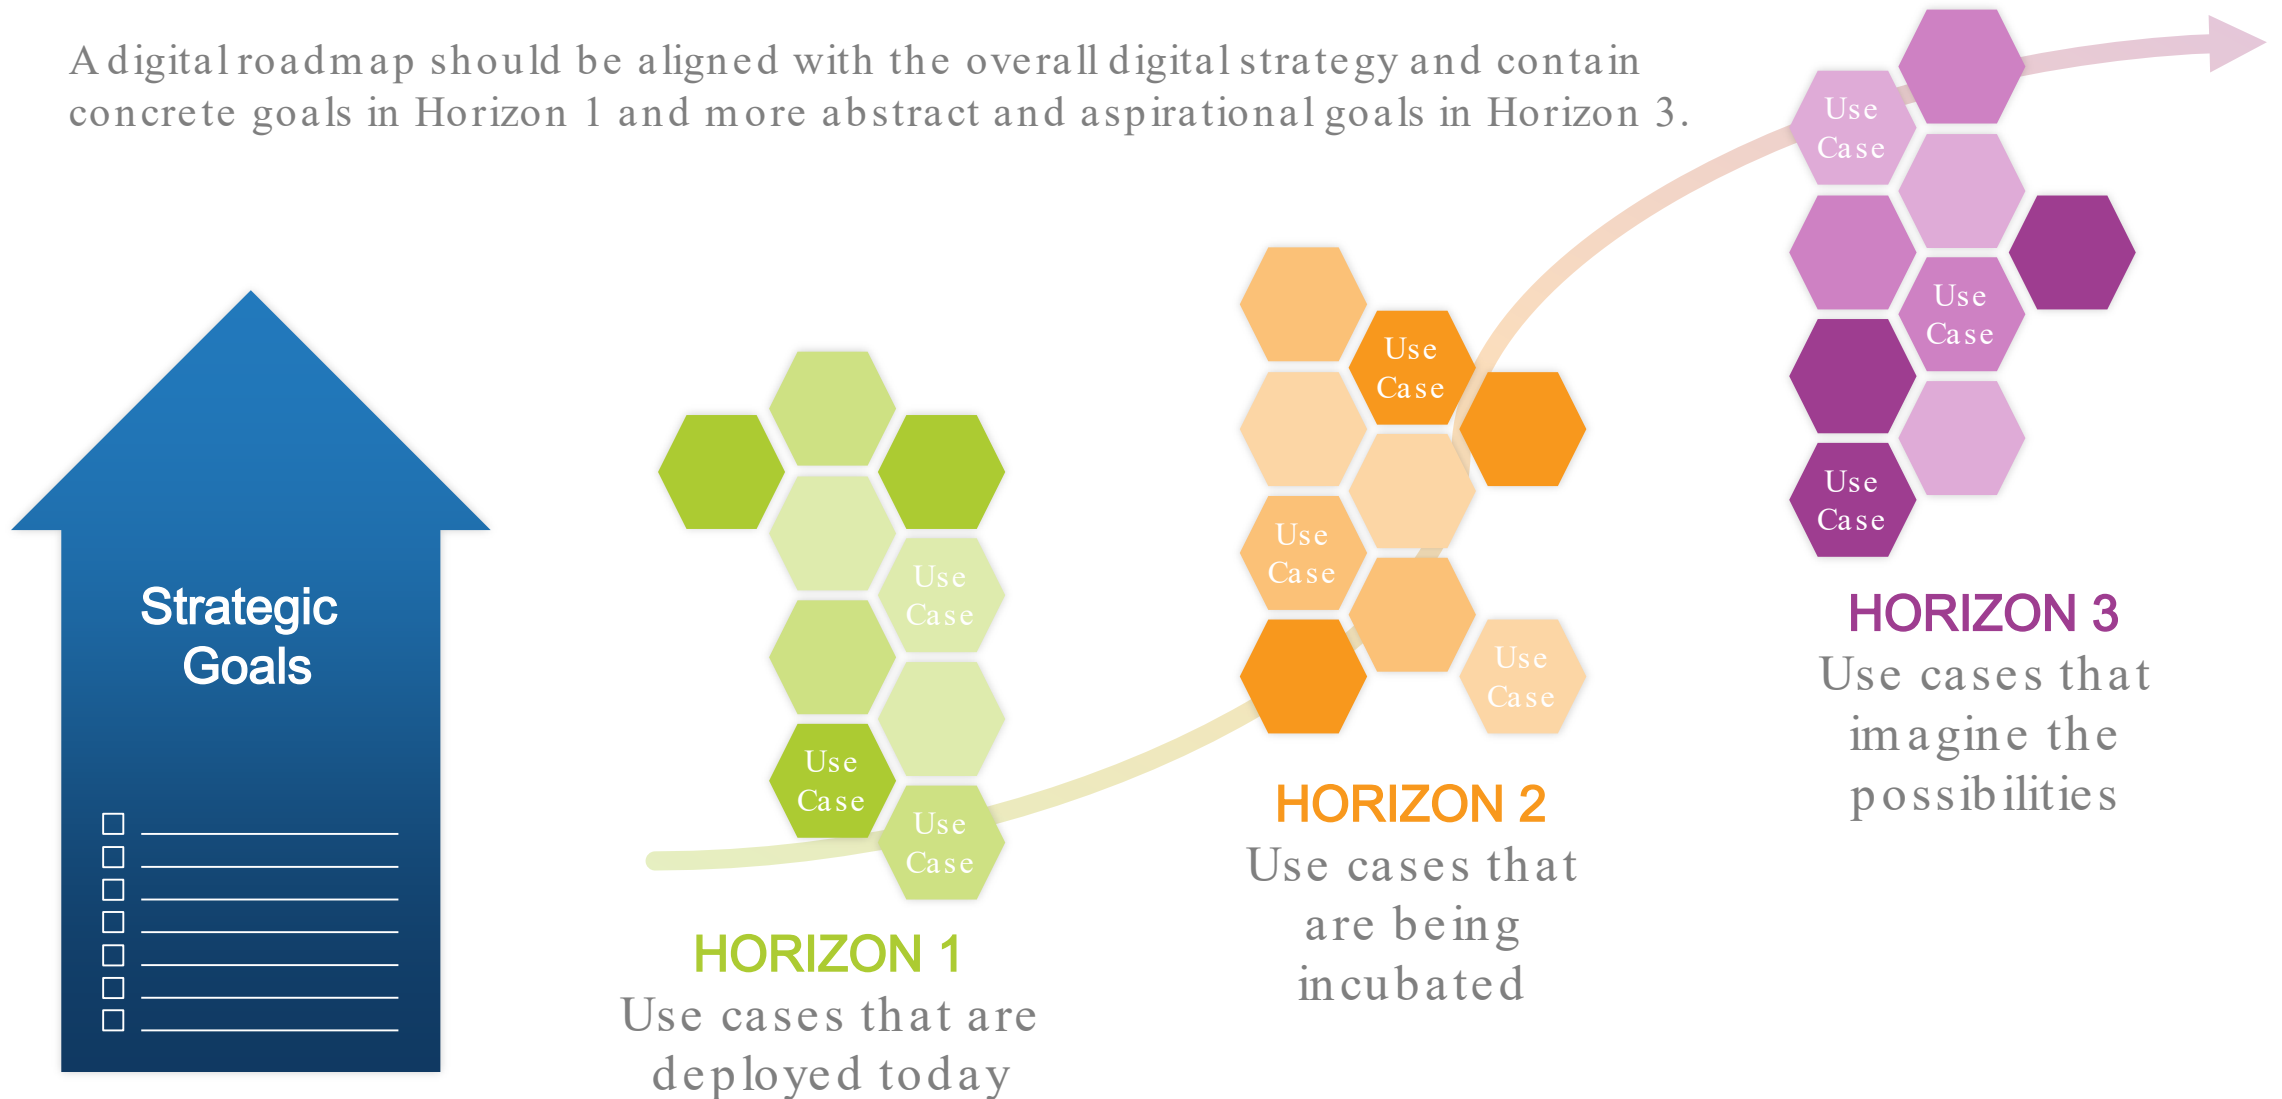 A digital roadmap should be aligned with the overall digital strategy and contain
concrete goals in Horizon 1 and more abstract and aspirational goals in Horizon 3.
Strategic
Goals
Use
Case
Use
Case
Use
Case
HORIZON 1
Use cases that are
deployed today
Use
Case
Use
Case
Use
Case
HORIZON 2
Use cases that
are being
incubated
Use
Case
Use
Case
Use
Case
HORIZON 3
Use cases that
imagine the
possibilities